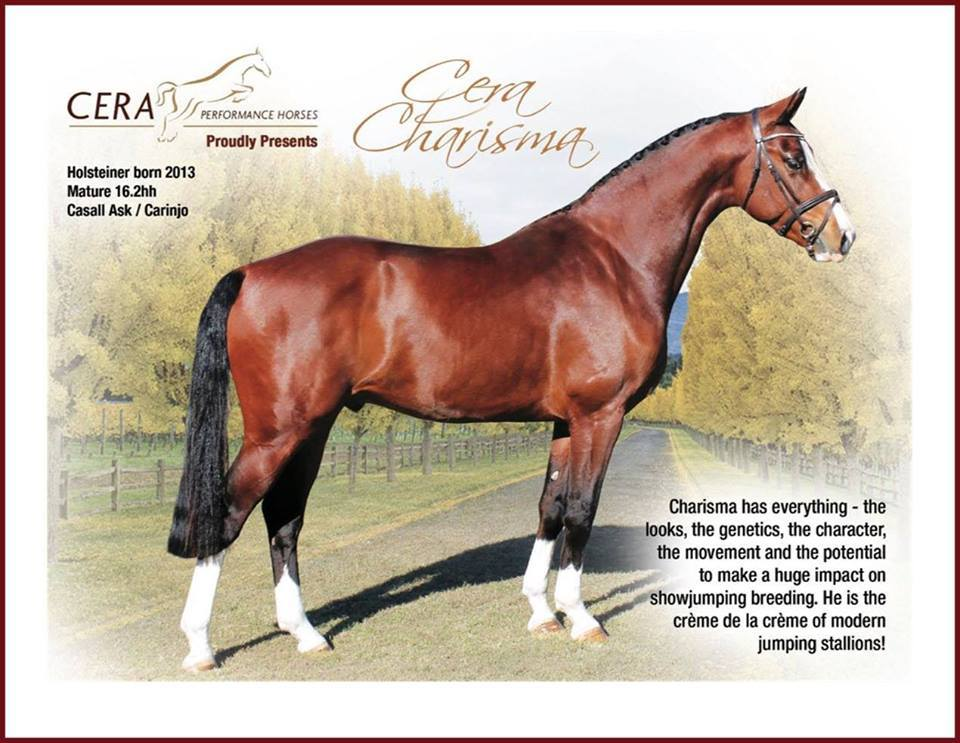 CERA
PERFORMANCE HORSES
Proudly Presents
Cera
Charisma
Holsteiner born 2013
Mature 16.2hh
Casall Ask / Carinjo
Charisma has everything - the
looks, the genetics, the character,
the movement and the potential
to make a huge impact on
showjumping breeding. He is the
crème de la crème of modern
jumping stallions!